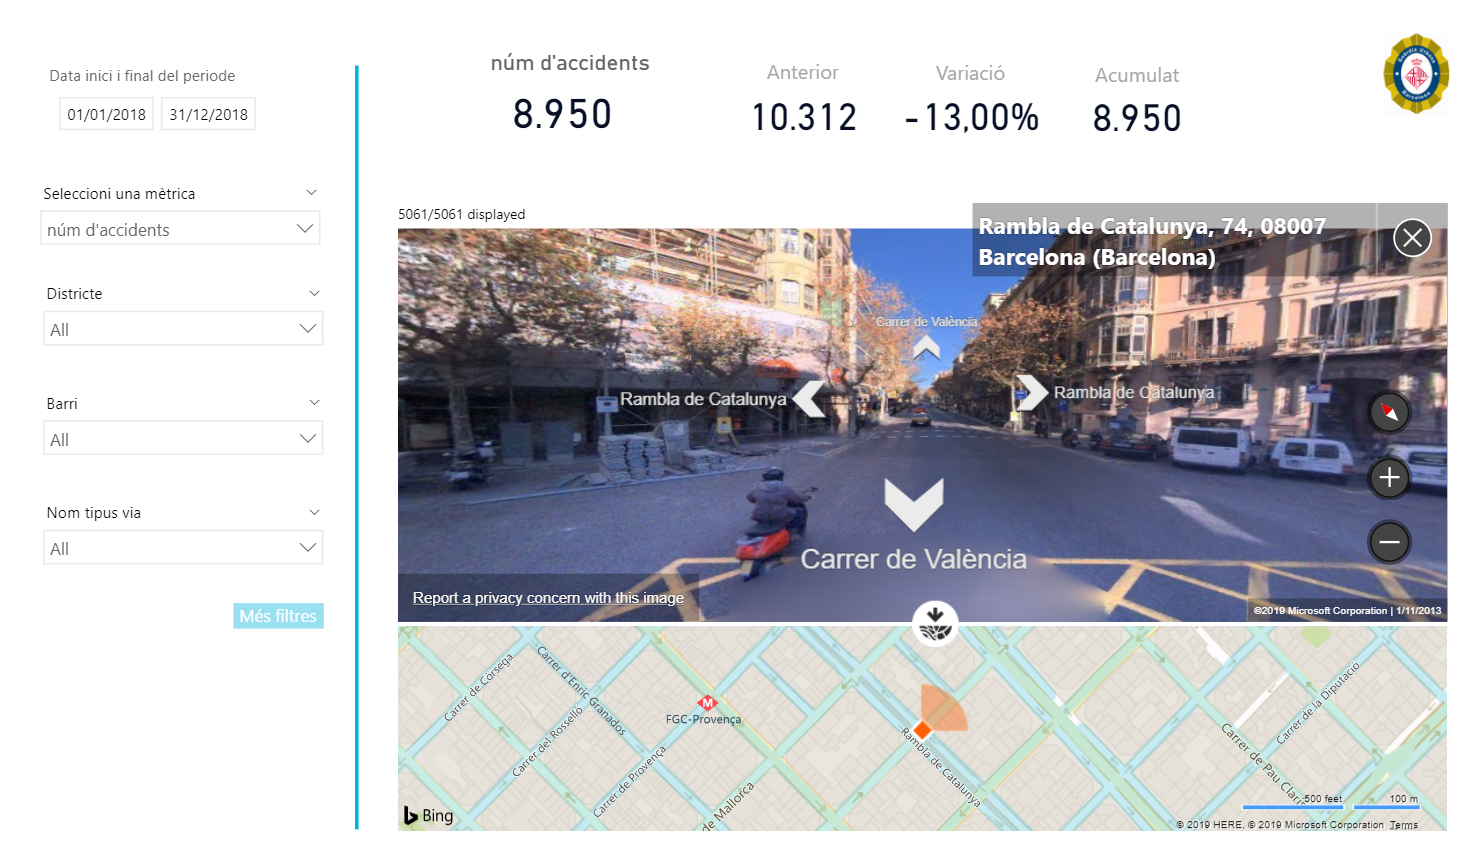 Data inici i final del periode
01/01/2018 31/12/2018
Seleccioni una mètrica
núm d'accidents
Districte
All
Barri
All
Nom tipus via
All
Més filtres
núm d'accidents
8.950
Anterior
10.312
Variació
-13,00%
Acumulat
8.950
5061/5061 displayed
Rambla de Catalunya, 74, 08007
Barcelona (Barcelona)
Carrer de València
Rambla de Catalunya
Rambla de Catalunya
Carrer de València
Report a privacy concern with this image
©2019 Microsoft Corporation | 1/11/2013
Carrer de Còrsega
Carrer d'Enric Granados
Carrer del Rosselló
Carrer de Provença
M
FGC-Provença
de Mallorca
Rambla de Catalunya
Carrer de la Diputació
Carrer de Pau Clarí
500 feet 100 m
Bing
© 2019 HERE, © 2019 Microsoft Corporation Terms